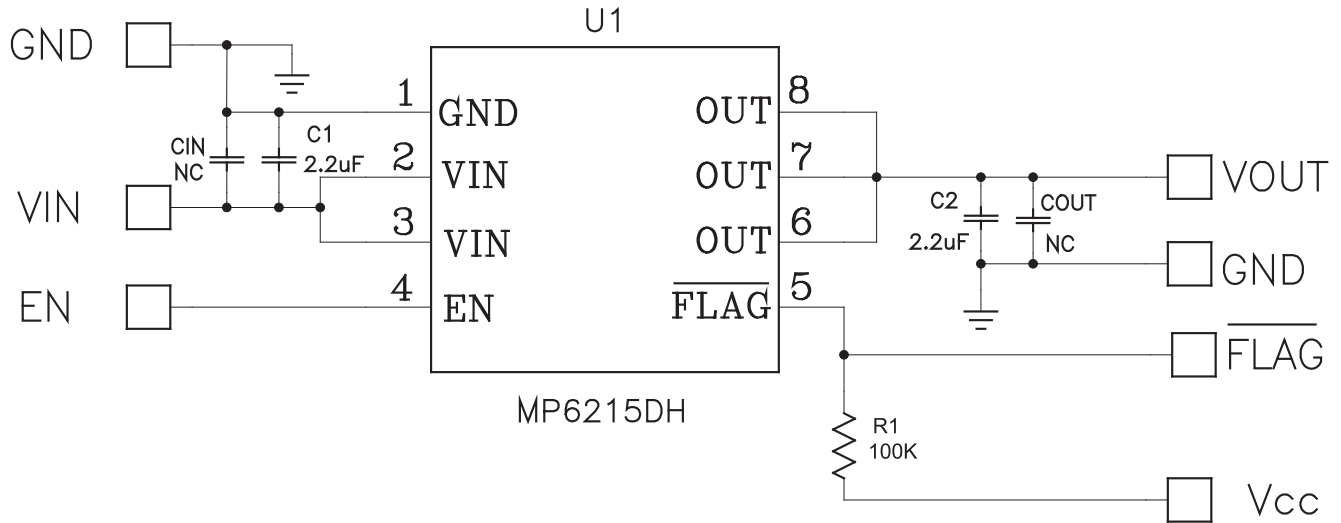 U1
GND
1
GND
OUT
8
CIN
NC
C1
2.2uF
2
VIN
OUT
7
VIN
VOUT
3
VIN
OUT
6
C2
2.2uF
COUT
NC
GND
EN
4
EN
FLAG
5
FLAG
MP6215DH
R1
100K
Vcc